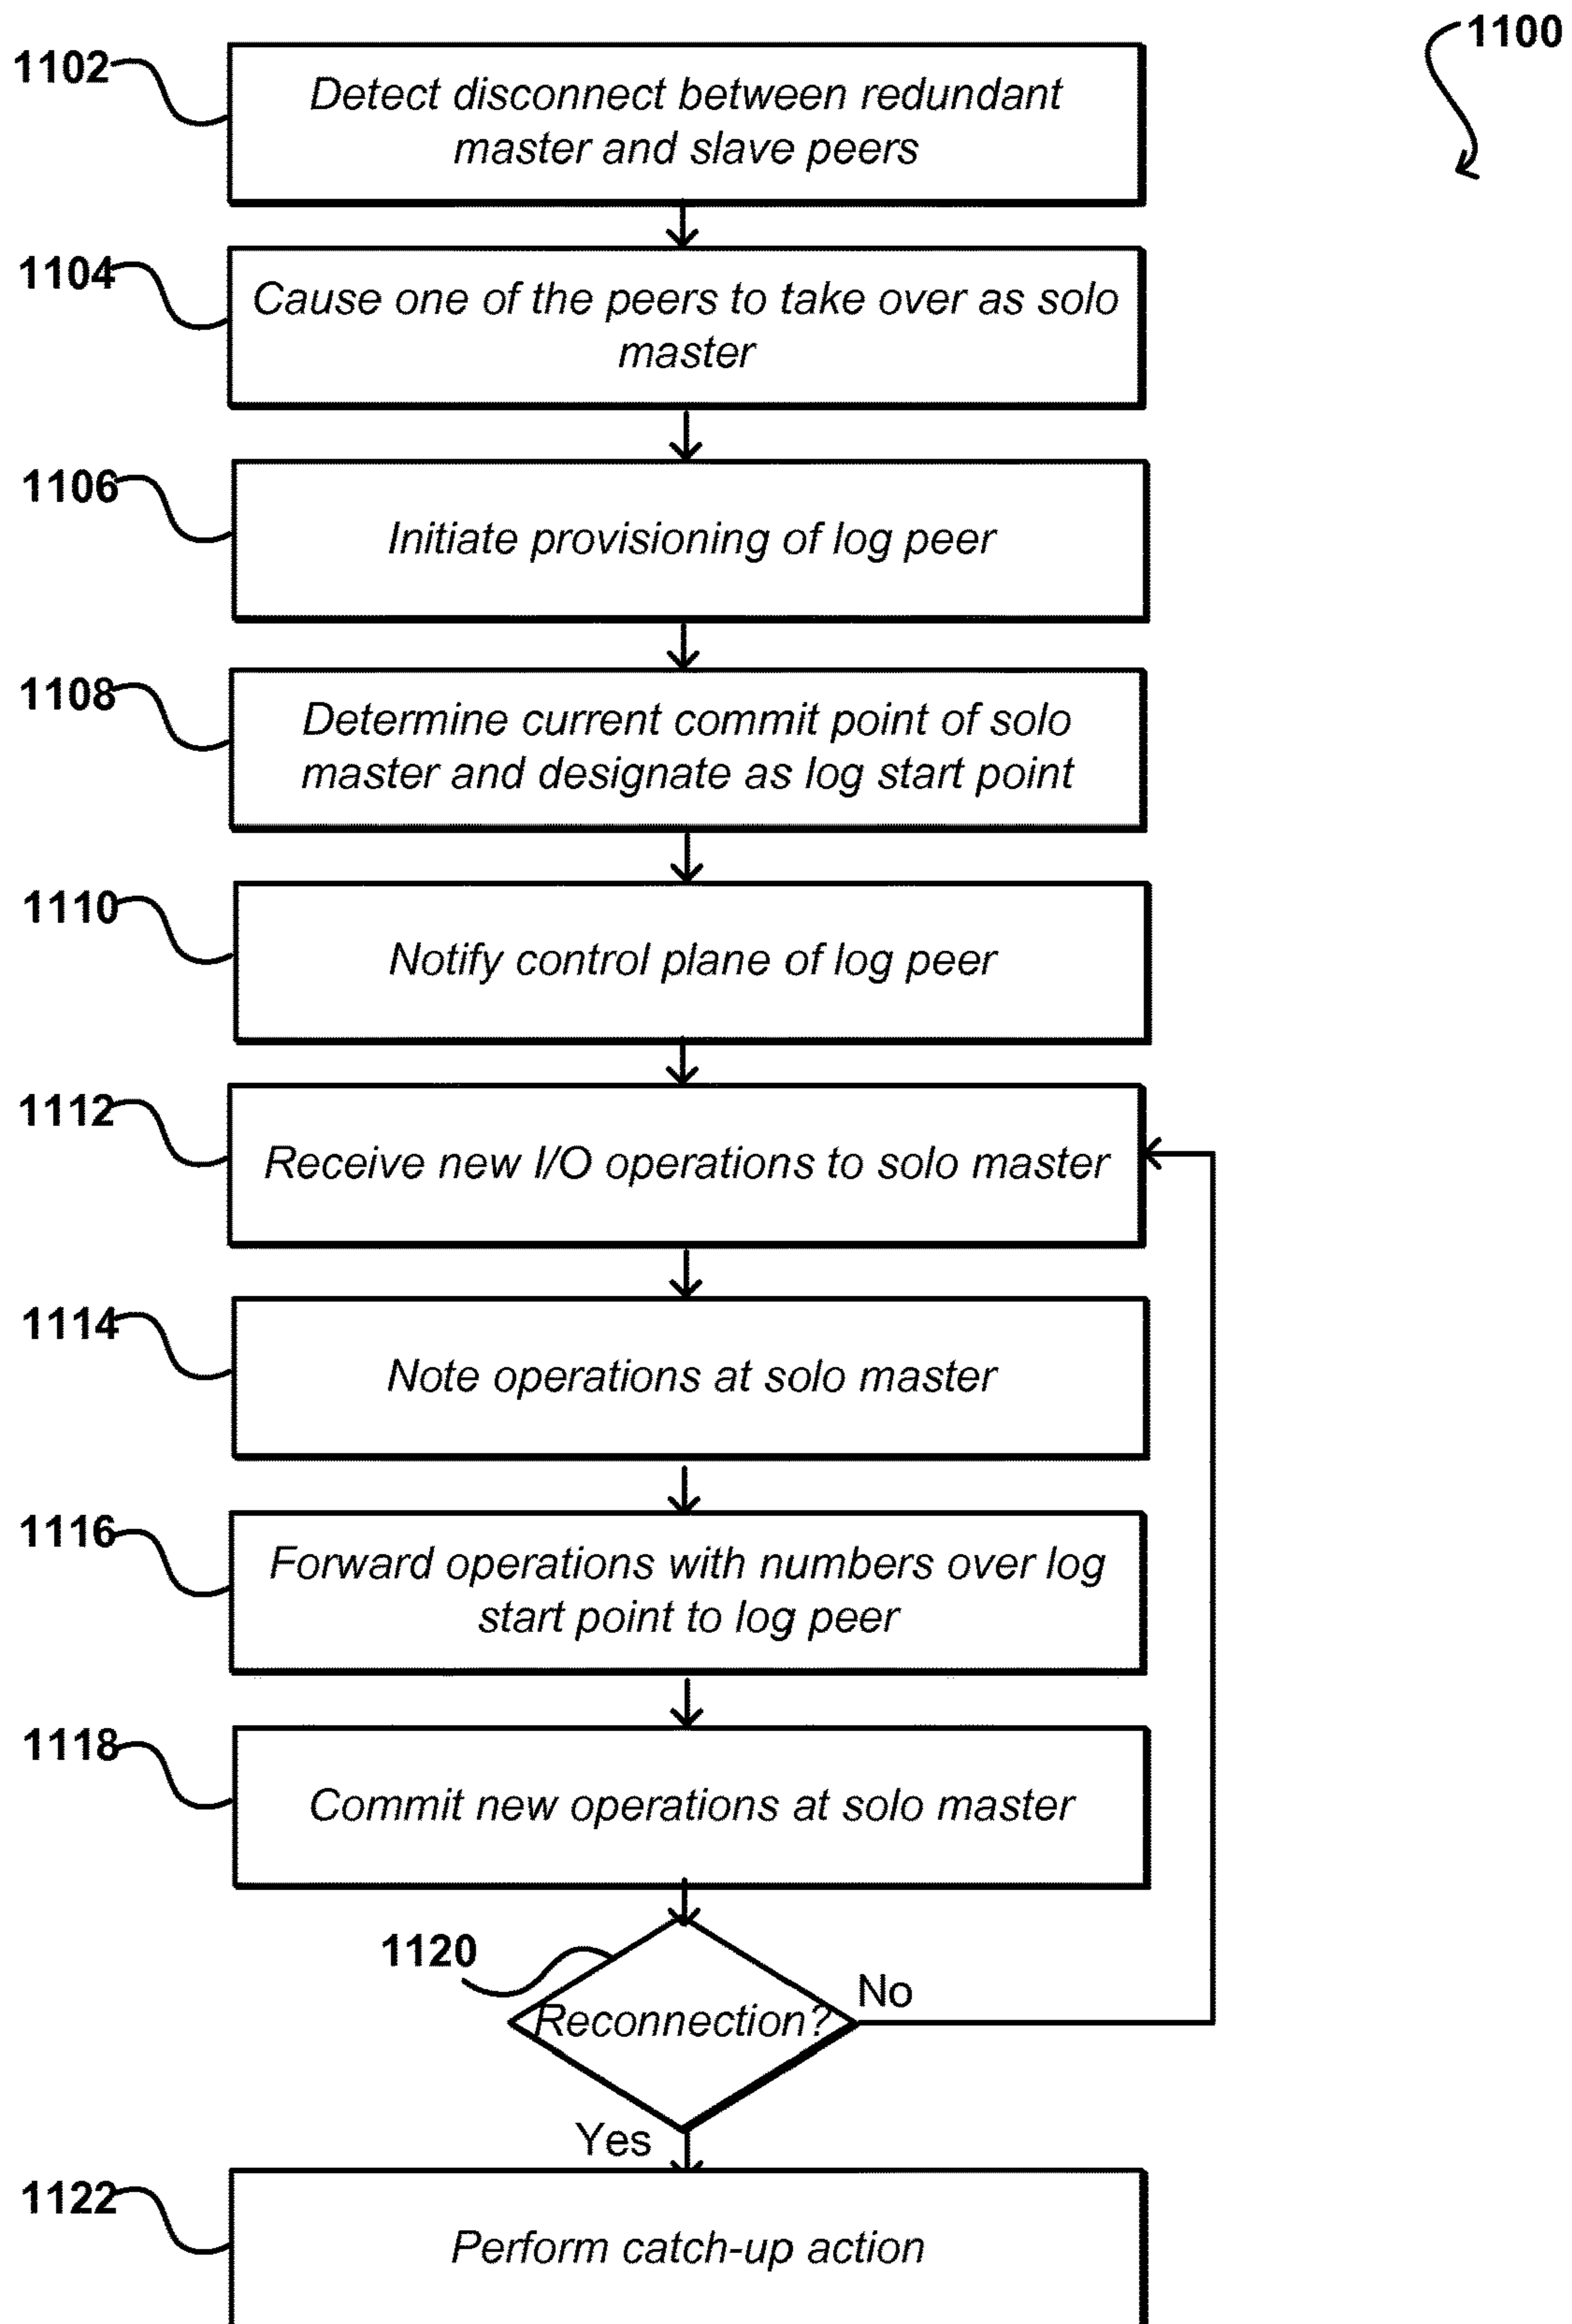 1100
1102
Detect disconnect between redundant
master and slave peers
1104
Cause one of the peers to take over as solo
master
1106
Initiate provisioning of log peer
1108
Determine current commit point of solo
master and designate as log start point
1110
Notify control plane of log peer
1112
Receive new I/O operations to solo master
1114
Note operations at solo master
1116
Forward operations with numbers over log
start point to log peer
1118
Commit new operations at solo master
1120
Reconnection?
No
Yes
1122
Perform catch-up action